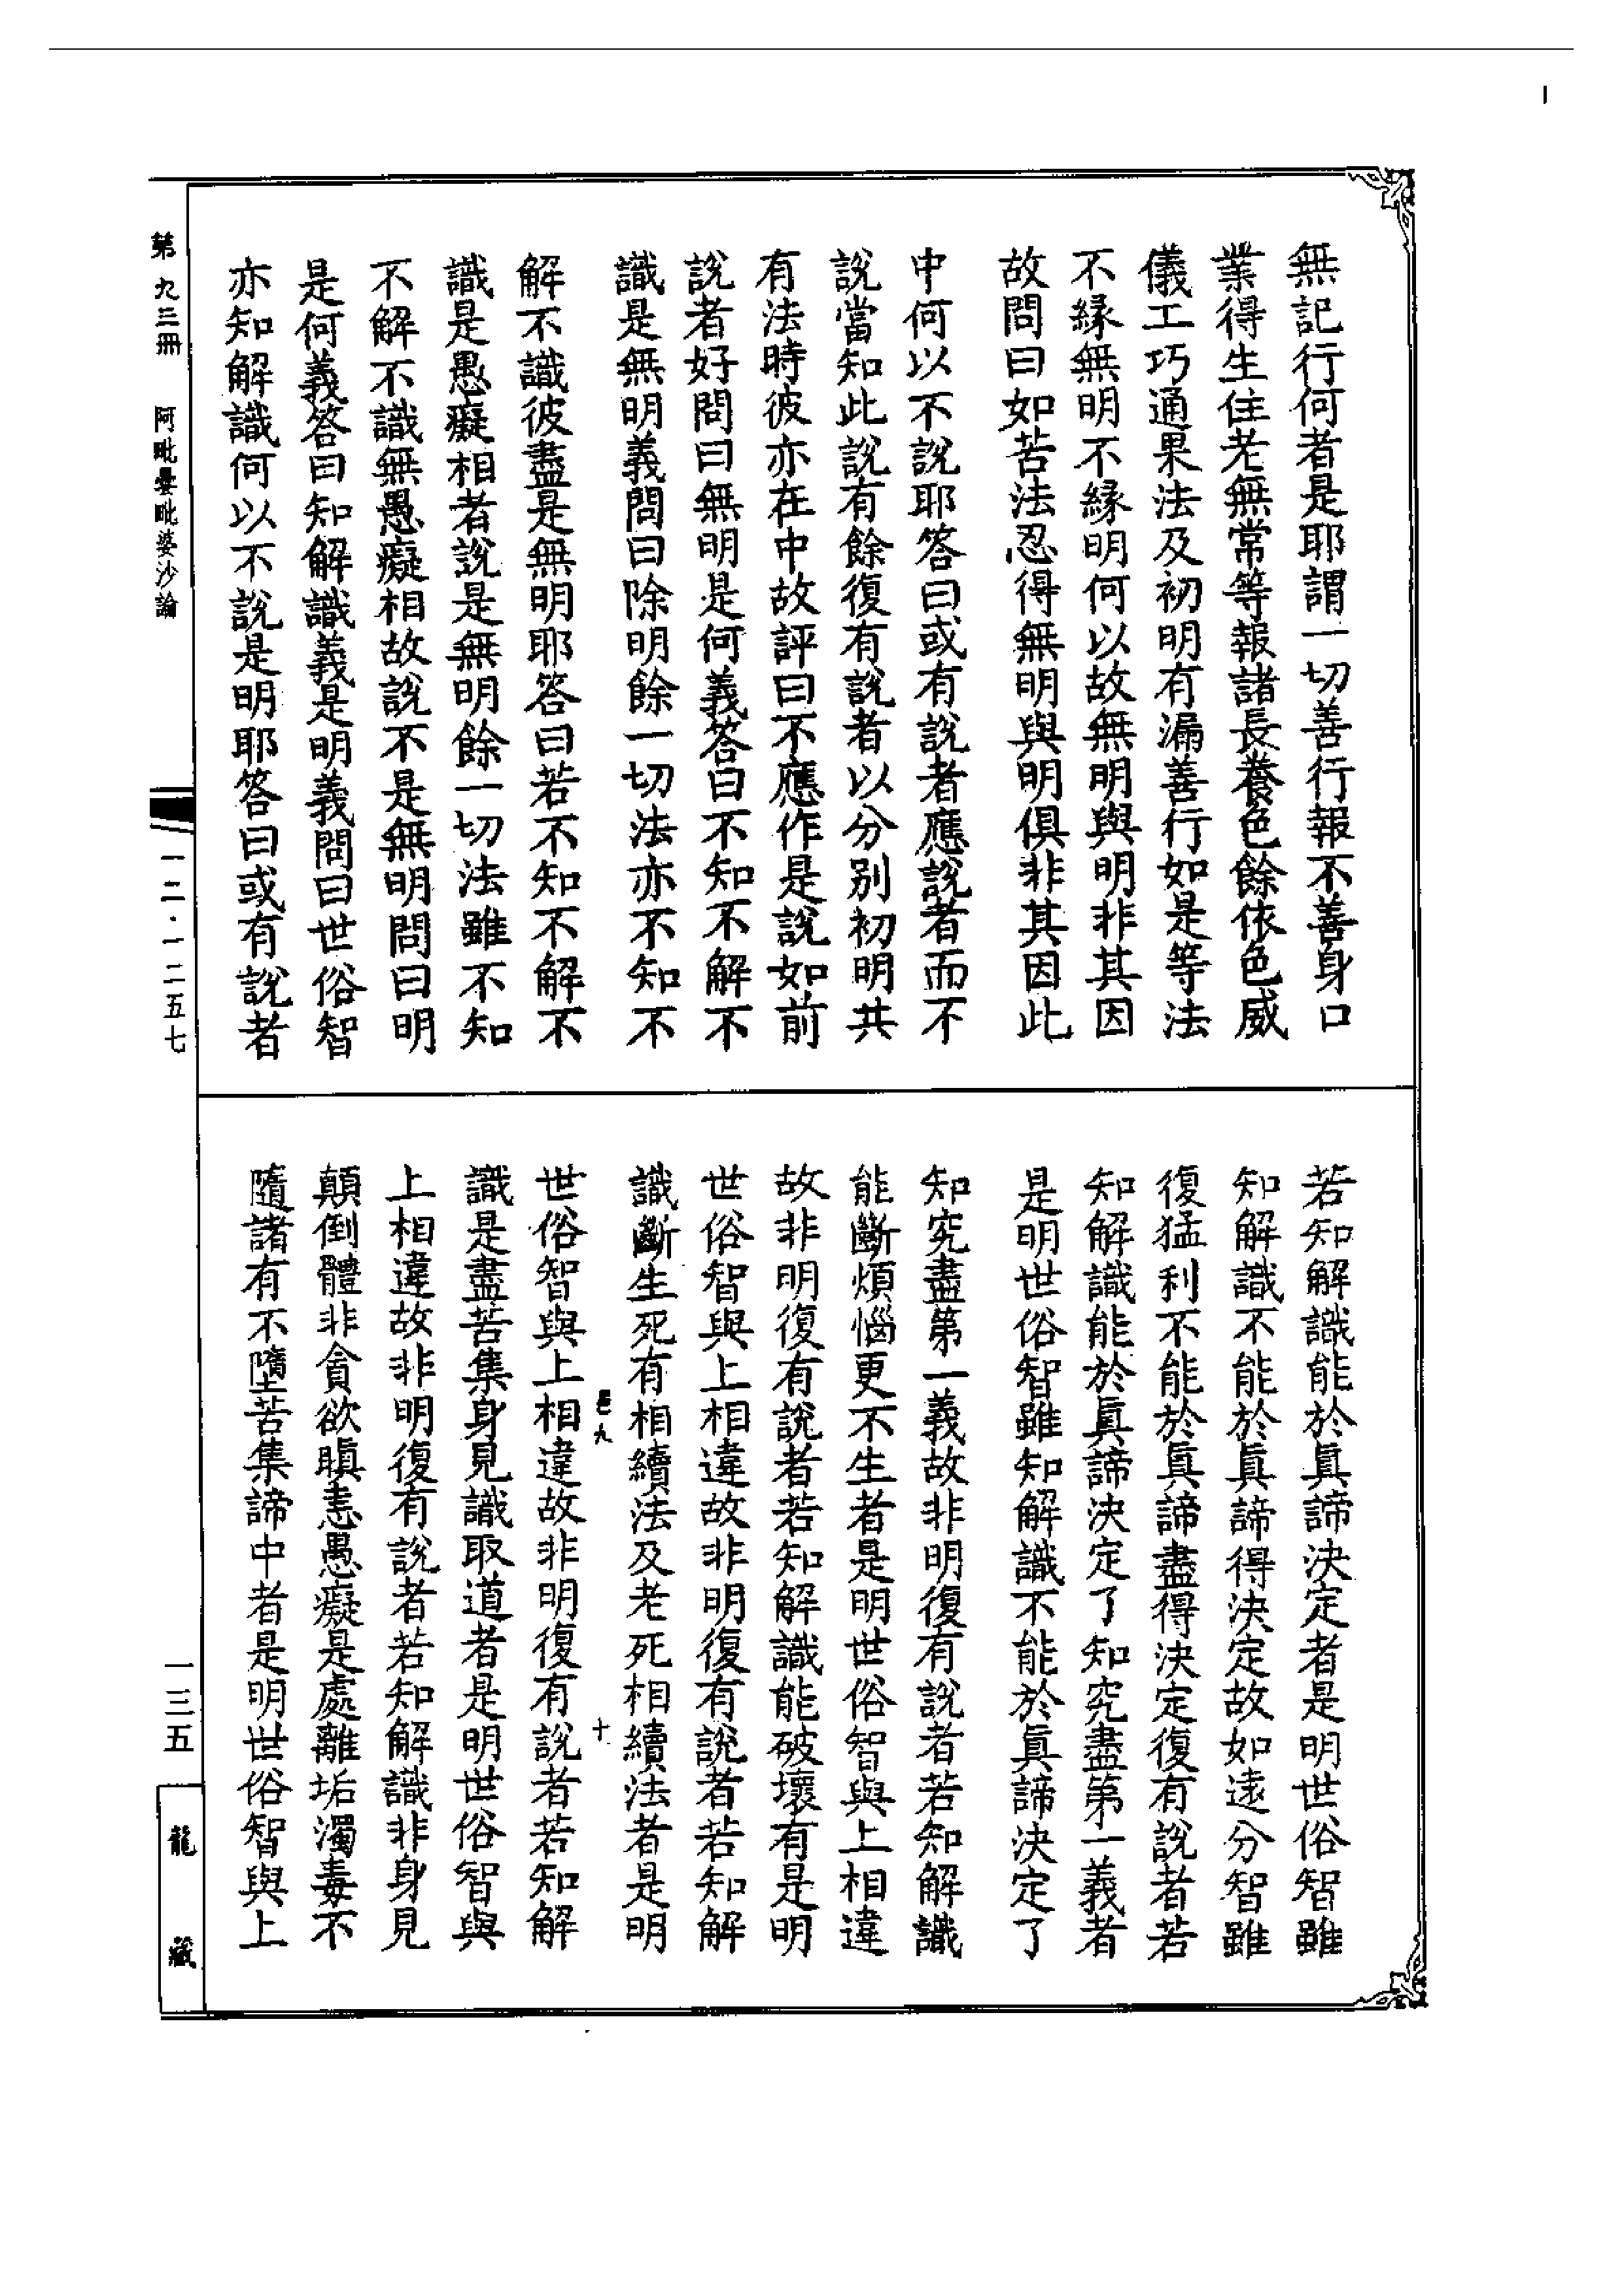 無記行何者是耶謂一切善行報不善身口
業得生住老無常等報諸長養色餘依色威
儀工巧通果法及初明有漏善行如是等法
不緣無明不緣明何以故無明與明非其因
故問曰如苦法忍得無明與明俱非其因此
中何以不說耶答曰或有說者應說者而不
說當知此說有餘復有說者以分別初明共
有法時彼亦在中故評曰不應作是說如前
說者好問曰無明是何義答曰不知不解不
識是無明義問曰除明餘一切法亦不知不
解不識彼盡是無明耶答曰若不知不解不
識是愚癡相者說是無明餘一切法雖不知
不解不識無愚癡相故說不是無明問曰明
是何義答曰知解識義是明義問曰世俗智
亦知解識何以不說是明耶答曰或有說者
若知解識能於眞諦決定者是明世俗智雖
知解識不能於眞諦得決定故如遠分智雖
復猛利不能於眞諦盡得決定復有說者若
知解識能於眞諦決定了知究盡第一義者
是明世俗智雖知解識不能於眞諦決定了
知究盡第一義故非明復有說者若知解識
能斷煩惱更不生者是明世俗智與上相違
故非明復有說者若知解識能破壞有是明
世俗智與上相違故非明復有說者若知解
識斷生死有相續法及老死相續法者是明
世俗智與上相違故非明復有說者若知解
識是盡苦集身見識取道者是明世俗智與
上相違故非明復有說者若知解識非身見
顛倒體非貪欲瞋恚愚癡是處離垢濁毒不
隨諸有不墮苦集諦中者是明世俗智與上
九
十
第九三冊 阿毗曇毗婆沙論
一二·一二五七
一三五
龍藏